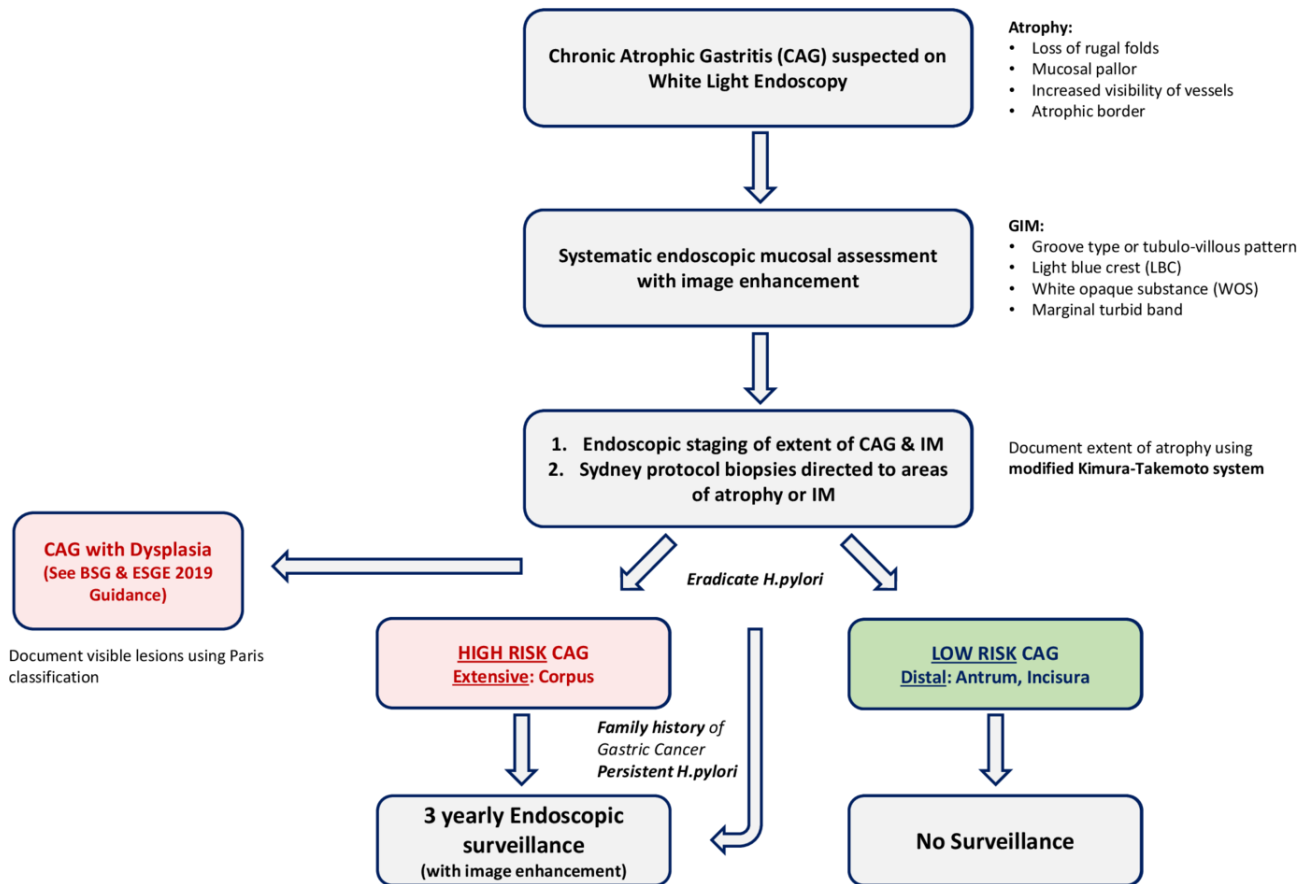 Chronic Atrophic Gastritis (CAG) suspected on
White Light Endoscopy
Atrophy:
• Loss of rugal folds
• Mucosal pallor
• Increased visibility of vessels
• Atrophic border
Systematic endoscopic mucosal assessment
with image enhancement
GIM:
• Groove type or tubulo-villous pattern
• Light blue crest (LBC)
• White opaque substance (WOS)
• Marginal turbid band
1. Endoscopic staging of extent of CAG & IM
2. Sydney protocol biopsies directed to areas
of atrophy or IM
Document extent of atrophy using
modified Kimura-Takemoto system
CAG with Dysplasia
(See BSG & ESGE 2019
Guidance)
Document visible lesions using Paris
classification
Eradicate H.pylori
HIGH RISK CAG
Extensive: Corpus
LOW RISK CAG
Distal: Antrum, Incisura
Family history of
Gastric Cancer
Persistent H.pylori
3 yearly Endoscopic
surveillance
(with image enhancement)
No Surveillance